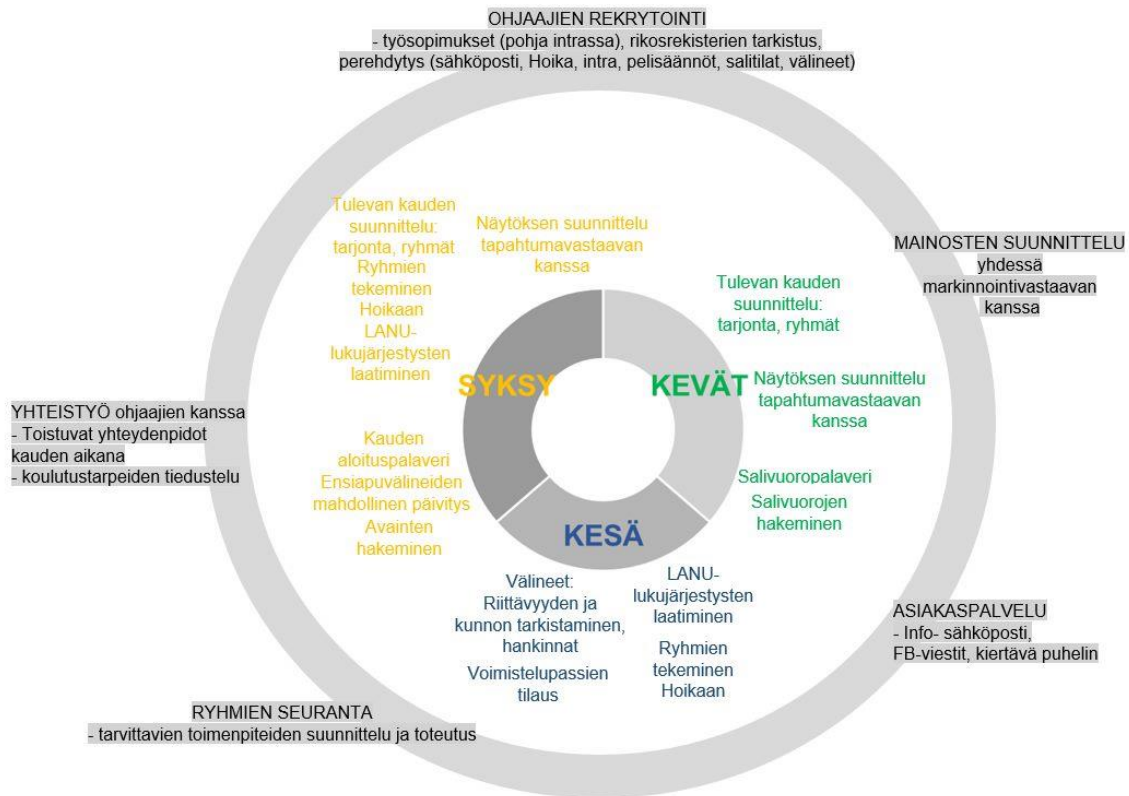 OHJAAJIEN REKRYTOINTI
- työsopimukset (pohja intrassa), rikosrekisterien tarkistus,
perehdytys (sähköposti, Hoika, intra, pelisäännöt, salitilat, välineet)
Tulevan kauden
suunnittelu:
tarjonta, ryhmät
Ryhmien
tekeminen
Hoikaan
LANU-
lukujärjestysten
laatiminen
Näytöksen suunnittelu
tapahtumavastaavan
kanssa
MAINOSTEN SUUNNITTELU
yhdessä
markkinnointivastaavan
kanssa
Tulevan kauden
suunnittelu:
tarjonta, ryhmät
SYKSY
KEVÄT
Näytöksen suunnittelu
tapahtumavastaavan
kanssa
YHTEISTYÖ ohjaajien kanssa
- Toistuvat yhteydenpidot
kauden aikana
- koulutustarpeiden tiedustelu
Kauden
aloituspalaveri
Ensiapuvälineiden
mahdollinen päivitys
Avainten
hakeminen
Salivuoropalaveri
Salivuorojen
hakeminen
KESÄ
Välineet:
Riittävyyden ja
kunnon tarkistaminen,
hankinnat
Voimistelupassien
tilaus
LANU-
lukujärjestysten
laatiminen
Ryhmien
tekeminen
Hoikaan
ASIAKASPALVELU
- Info- sähköposti,
FB-viestit, kiertävä puhelin
RYHMIEN SEURANTA
- tarvittavien toimenpiteiden suunnittelu ja toteutus